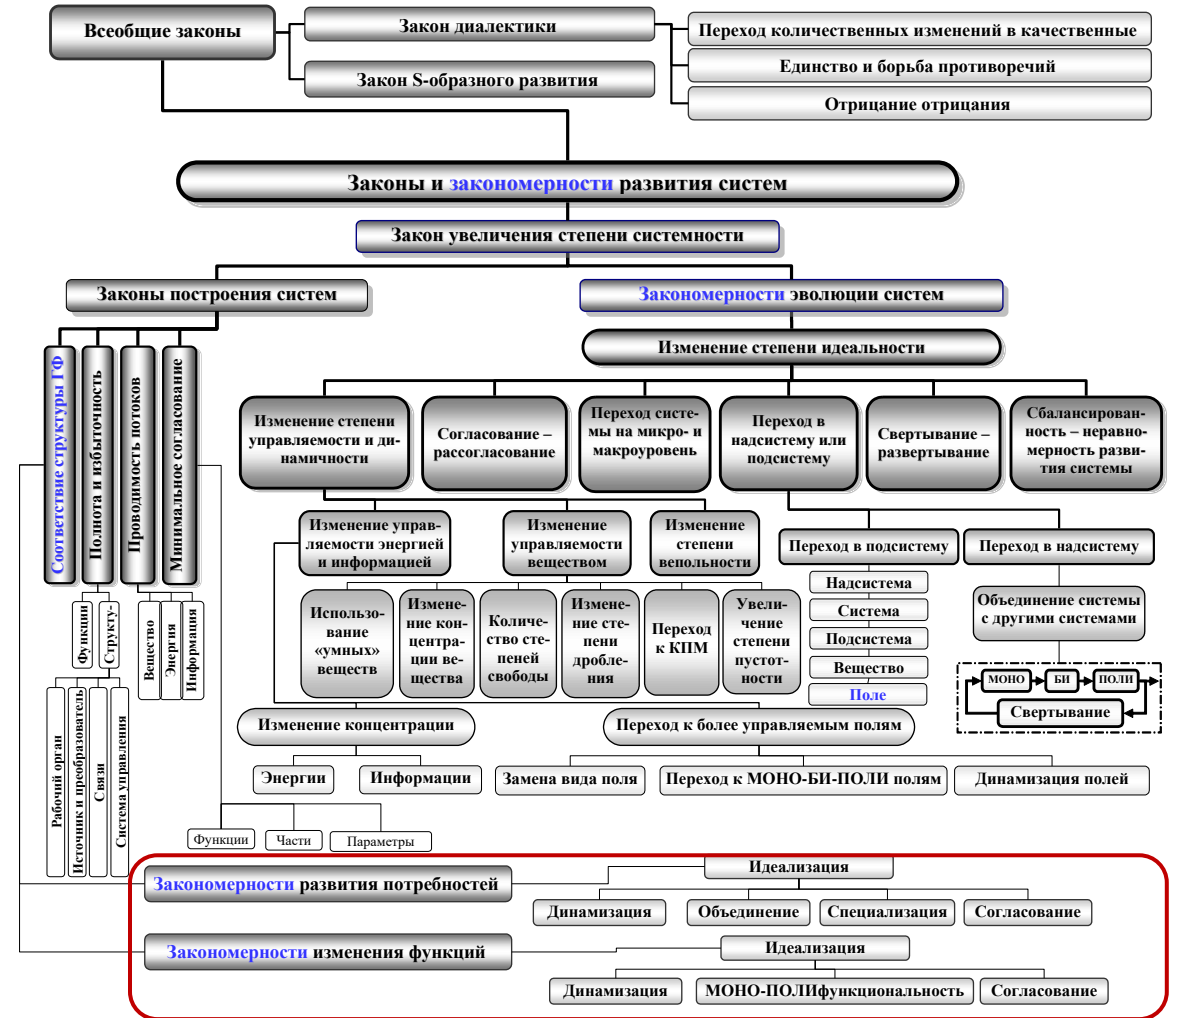 Всеобщие законы
Закон диалектики
Переход количественных изменений в качественные
Единство и борьба противоречий
Закон S-образного развития
Отрицание отрицания
Законы и закономерности развития систем
Закон увеличения степени системности
Законы построения систем
Закономерности эволюции систем
Изменение степени идеальности
Соответствие структуры ГФ
Полнота и избыточность
Проводимость потоков
Минимальное согласование
Изменение степени
управляемости и ди-
намичности
Согласование –
рассогласование
Переход систе-
мы на микро- и
макроуровень
Переход в
надсистему или
подсистему
Свертывание –
развертывание
Сбалансирован-
ность – неравно-
мерность разви
тия системы
Изменение управ-
ляемости энергией
и информацией
Изменение
управляемости
веществом
Изменение
степени
вепольности
Переход в подсистему
Переход в надсистему
Функции
Структу-
Вещество
Энергия
Информация
Использо-
вание
«умных»
веществ
Измене-
ние кон-
центра-
ции ве-
щества
Количе-
ство сте-
пеней
свободы
Измене-
ние сте-
пени
дробле-
ния
Переход
к КПМ
Увели-
чение
степени
пустот-
ности
Надсистема
Система
Подсистема
Вещество
Поле
Объединение системы
с другими системами
МОНО
БИ
ПОЛИ
Свертывание
Рабочий орган
Источник и преобразователь
Связи
Система управления
Изменение концентрации
Переход к более управляемым полям
Энергии
Информации
Замена вида поля
Переход к МОНО-БИ-ПОЛИ полям
Динамизация полей
Функции
Части
Параметры
Закономерности развития потребностей
Идеализация
Динамизация
Объединение
Специализация
Согласование
Закономерности изменения функций
Идеализация
Динамизация
МОНО-ПОЛИфункциональность
Согласование